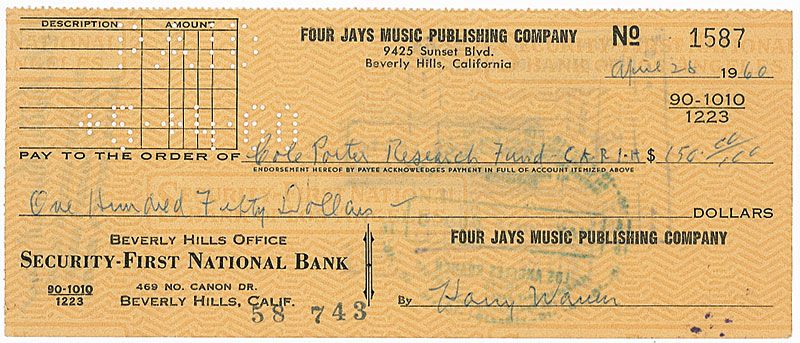 DESCRIPTION AMOUNT
FOUR JAYS MUSIC PUBLISHING COMPANY
9425 Sunset Blvd.
Beverly Hills, California
No 1587
April 28 1960
90-1010
1223
PAY TO THE ORDER OF Cole Porter Research Fund C.A.R.I.H $ 150.00/100
ENDORSEMENT HEREOF BY PAYEE ACKNOWLEDGES PAYMENT IN FULL OF ACCOUNT ITEMIZED ABOVE
One Hundred Fifty Dollars DOLLARS
BEVERLY HILLS OFFICE
SECURITY-FIRST NATIONAL BANK
90-1010
1223
469 NO. CANON DR.
BEVERLY HILLS, CALIF.
58 743
FOUR JAYS MUSIC PUBLISHING COMPANY
By Harry Warren